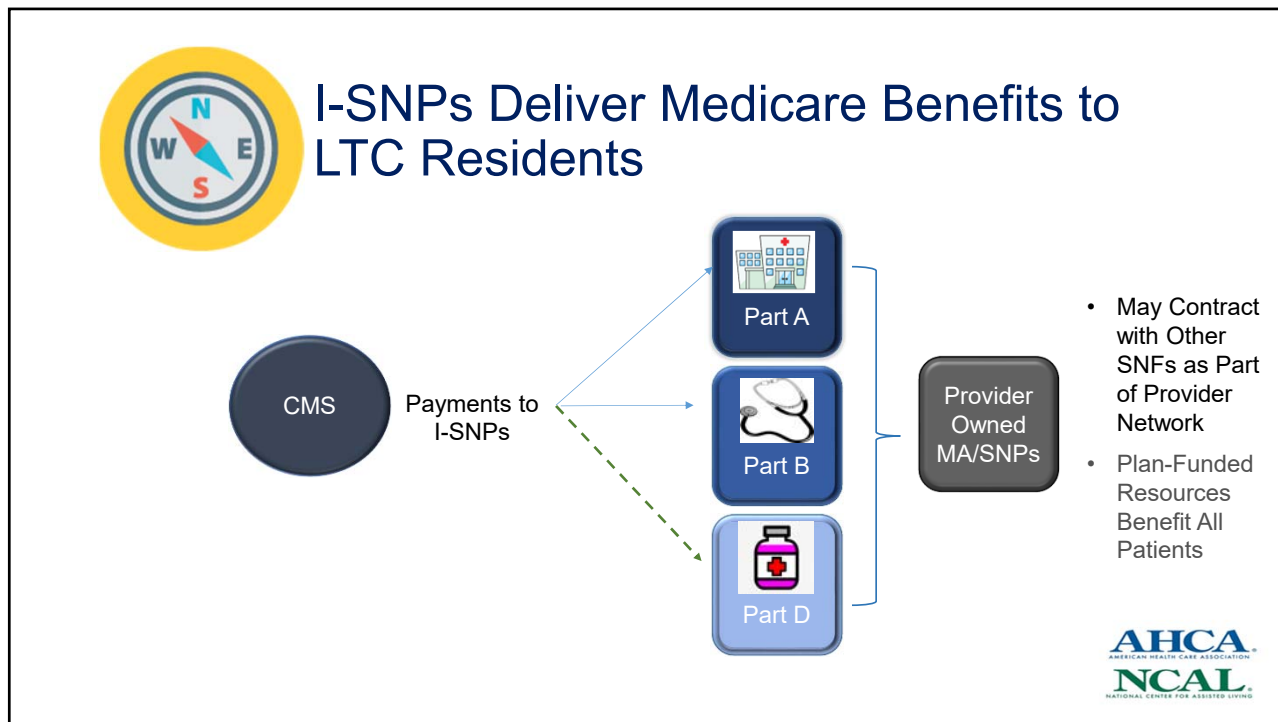 N
W E
S
I-SNPs Deliver Medicare Benefits to
LTC Residents
CMS
Payments to
I-SNPs
Part A
Part B
Part D
Provider
Owned
MA/SNPs
• May Contract
with Other
SNFs as Part
of Provider
Network
• Plan-Funded
Resources
Benefit All
Patients
AHCA.
AMERICAN HEALTH CARE ASSOCIATION
NCAL®
NATIONAL CENTER FOR ASSISTED LIVING